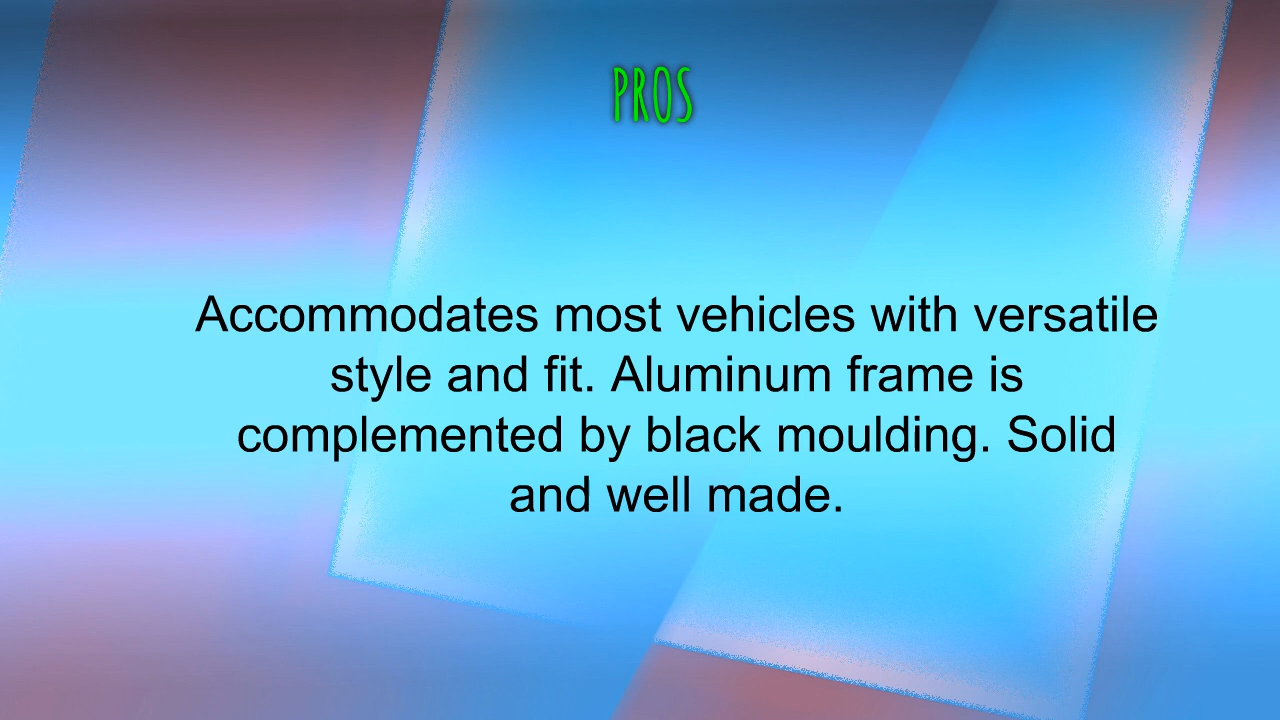 PROS
Accommodates most vehicles with versatile
style and fit. Aluminum frame is
complemented by black moulding. Solid
and well made.